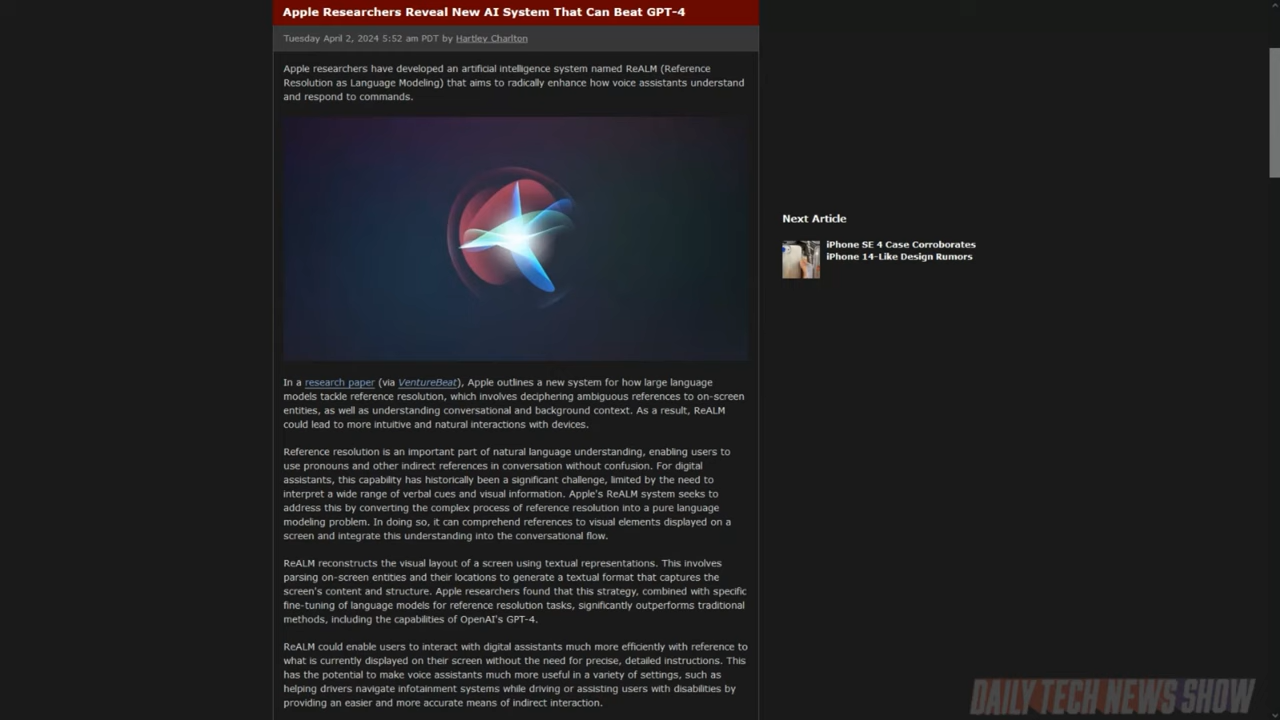 Apple Researchers Reveal New AI System That Can Beat GPT-4
Tuesday April 2, 2024 5:52 am PDT by Hartley Charlton
Apple researchers have developed an artificial intelligence system named ReALM (Reference
Resolution as Language Modeling) that aims to radically enhance how voice assistants understand
and respond to commands.
Next Article
iPhone SE 4 Case Corroborates
iPhone 14-Like Design Rumors
In a research paper (via VentureBeat), Apple outlines a new system for how large language
models tackle reference resolution, which involves deciphering ambiguous references to on-screen
entities, as well as understanding conversational and background context. As a result, ReALM
could lead to more intuitive and natural interactions with devices.
Reference resolution is an important part of natural language understanding, enabling users to
use pronouns and other indirect references in conversation without confusion. For digital
assistants, this capability has historically been a significant challenge, limited by the need to
interpret a wide range of verbal cues and visual information. Apple's ReALM system seeks to
address this by converting the complex process of reference resolution into a pure language
modeling problem. In doing so, it can comprehend references to visual elements displayed on a
screen and integrate this understanding into the conversational flow.
ReALM reconstructs the visual layout of a screen using textual representations. This involves
parsing on-screen entities and their locations to generate a textual format that captures the
screen's content and structure. Apple researchers found that this strategy, combined with specific
fine-tuning of language models for reference resolution tasks, significantly outperforms traditional
methods, including the capabilities of OpenAI's GPT-4.
ReALM could enable users to interact with digital assistants much more efficiently with reference to
what is currently displayed on their screen without the need for precise, detailed instructions. This
has the potential to make voice assistants much more useful in a variety of settings, such as
helping drivers navigate infotainment systems while driving or assisting users with disabilities by
providing an easier and more accurate means of indirect interaction.
DAILY TECH NEWS SHOW